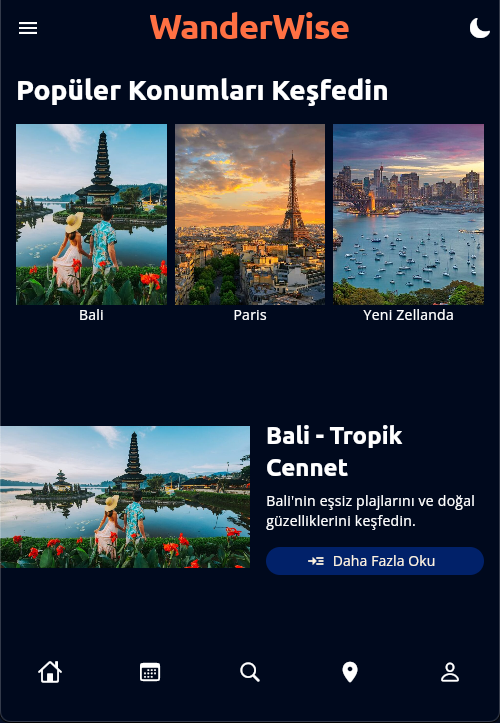 WanderWise
Popüler Konumları Keşfedin
Bali
Paris
Yeni Zellanda
Bali - Tropik
Cennet
Bali'nin eşsiz plajlarını ve doğal
güzelliklerini keşfedin.
Daha Fazla Oku